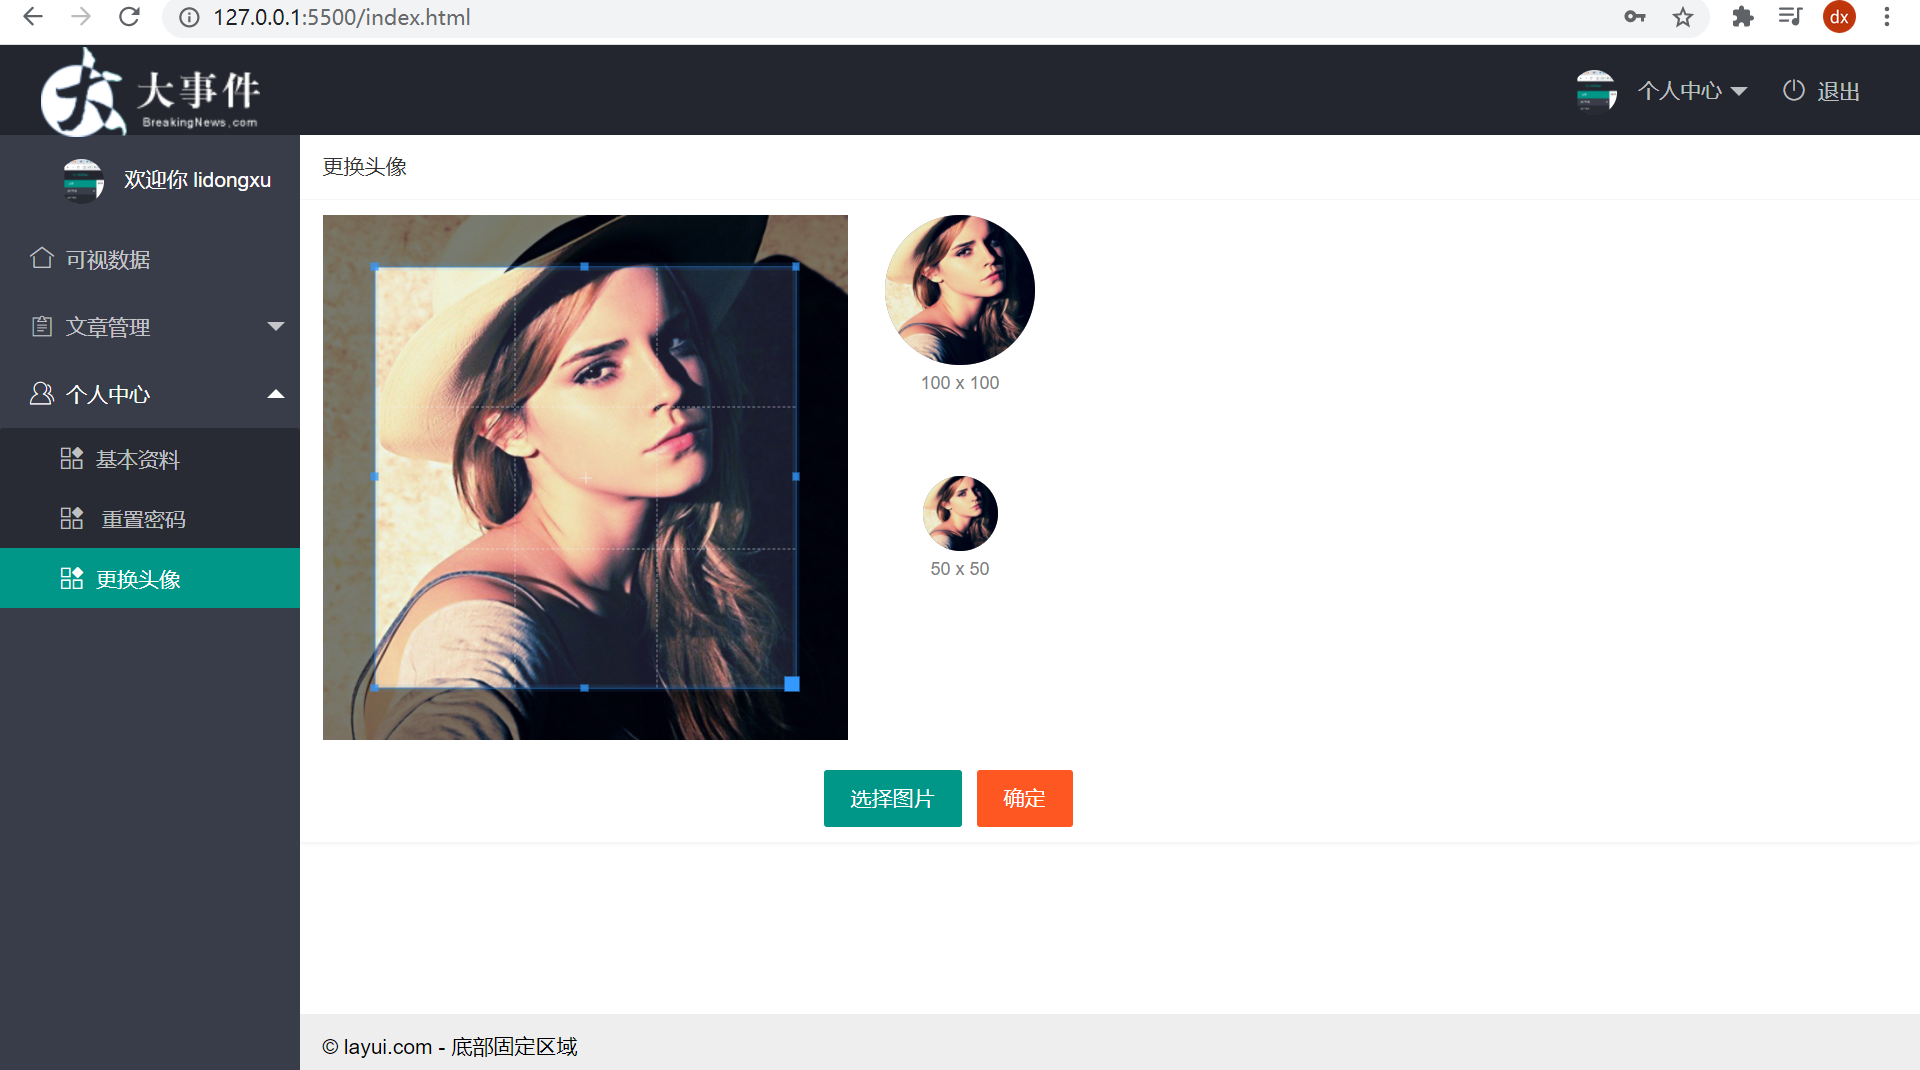 127.0.0.1:5500/index.html
dx
大事件
BreakingNews.com
个人中心
退出
欢迎你 lidongxu
更换头像
可视数据
文章管理
个人中心
基本资料
重置密码
更换头像
100 x 100
50 x 50
选择图片
确定
© layui.com - 底部固定区域